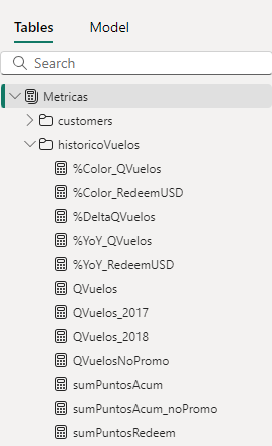 Tables Model
Search
Metricas
customers
historicoVuelos
%Color_QVuelos
%Color_RedeemUSD
%DeltaQVuelos
%YoY_QVuelos
%YoY_RedeemUSD
QVuelos
QVuelos_2017
QVuelos_2018
QVuelosNoPromo
sumPuntosAcum
sumPuntosAcum_noPromo
sumPuntosRedeem